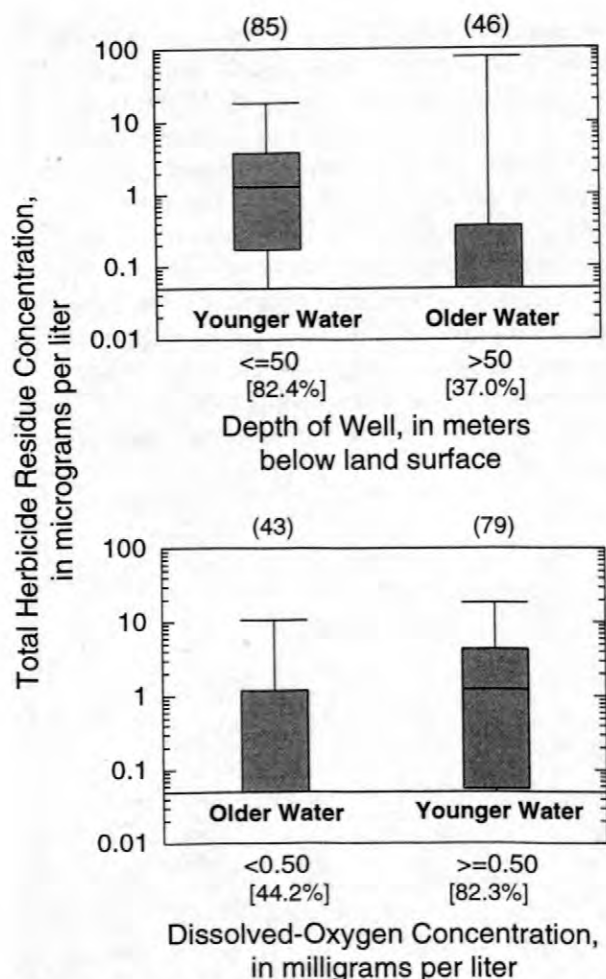 Total Herbicide Residue Concentration,
in micrograms per liter
(85) (46)
100
10
1
0.1
0.01
Younger Water Older Water
<=50 >50
[82.4%] [37.0%]
Depth of Well, in meters
below land surface
(43) (79)
100
10
1
0.1
0.01
Older Water Younger Water
<0.50 >=0.50
[44.2%] [82.3%]
Dissolved-Oxygen Concentration,
in milligrams per liter